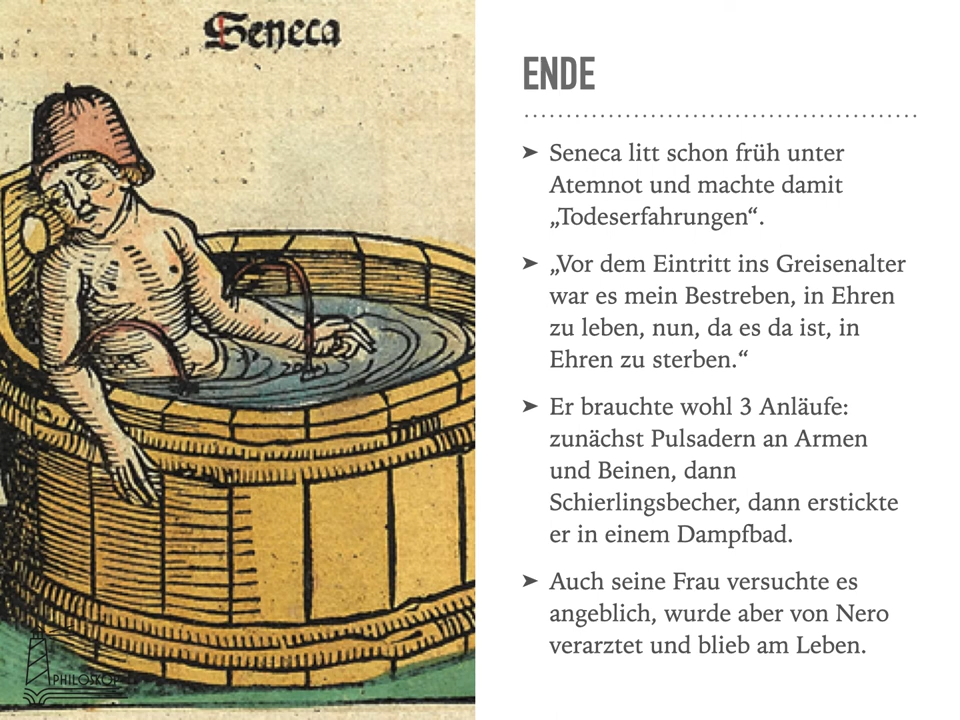 Seneca
ENDE
➤ Seneca litt schon früh unter
Atemnot und machte damit
„Todeserfahrungen“.
➤ „Vor dem Eintritt ins Greisenalter
war es mein Bestreben, in Ehren
zu leben, nun, da es da ist, in
Ehren zu sterben.“
➤ Er brauchte wohl 3 Anläufe:
zunächst Pulsadern an Armen
und Beinen, dann
Schierlingsbecher, dann erstickte
er in einem Dampfbad.
➤ Auch seine Frau versuchte es
angeblich, wurde aber von Nero
verarztet und blieb am Leben.
PHILOSKOP